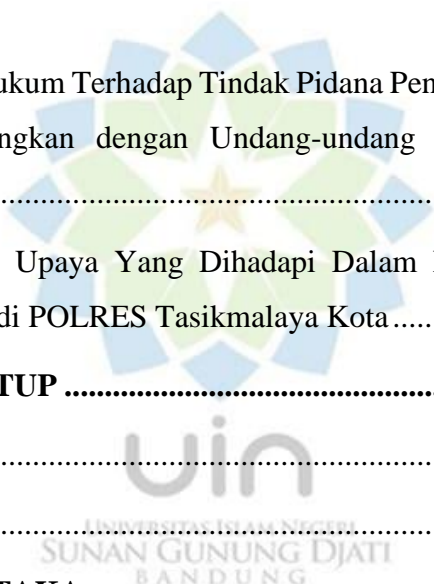 ukum Terhadap Tindak Pidana Pen
ngkan dengan Undang-undang
........................................................................
Upaya Yang Dihadapi Dalam
di POLRES Tasikmalaya Kota ......
TUP ................................................
........................................................................
uin
........................................................................
UNIVERSITAS ISLAM NEGERI
SUNAN GUNUNG DJATI
BANDUNG